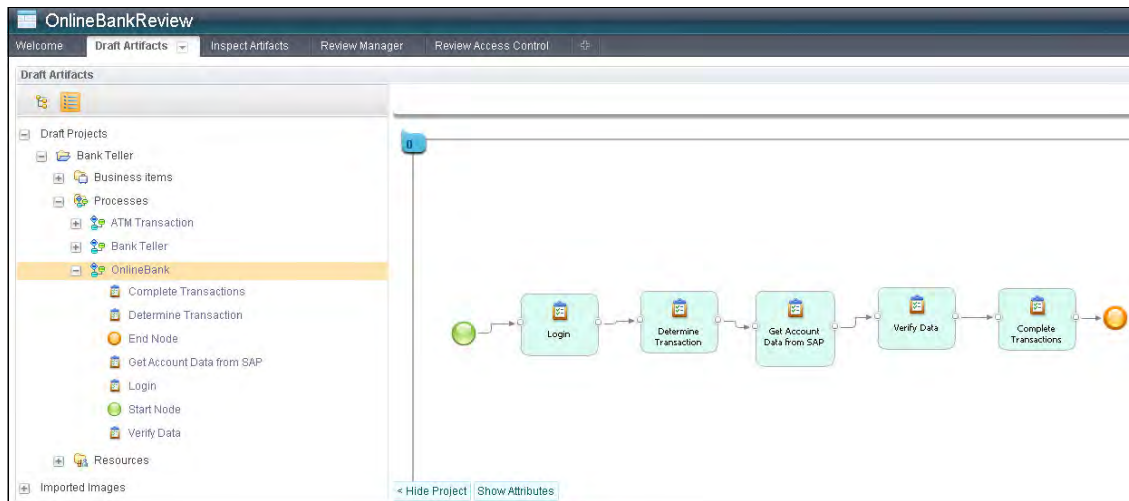 OnlineBankReview
Welcome Draft Artifacts Inspect Artifacts Review Manager Review Access Control
Draft Artifacts
Draft Projects
Bank Teller
Business items
Processes
ATM Transaction
Bank Teller
OnlineBank
Complete Transactions
Determine Transaction
End Node
Get Account Data from SAP
Login
Start Node
Verify Data
Resources
Imported Images
Login
Determine
Transaction
Get Account
Data from SAP
Verify Data
Complete
Transactions
< Hide Project Show Attributes